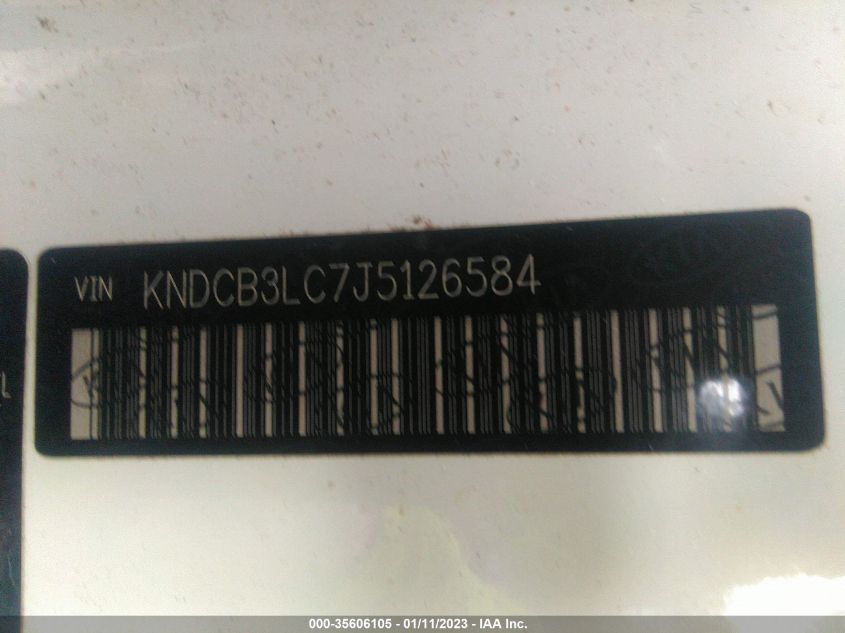 VIN KNDCB3LC7J5126584
L
000-35606105 - 01/11/2023 - IAA Inc.